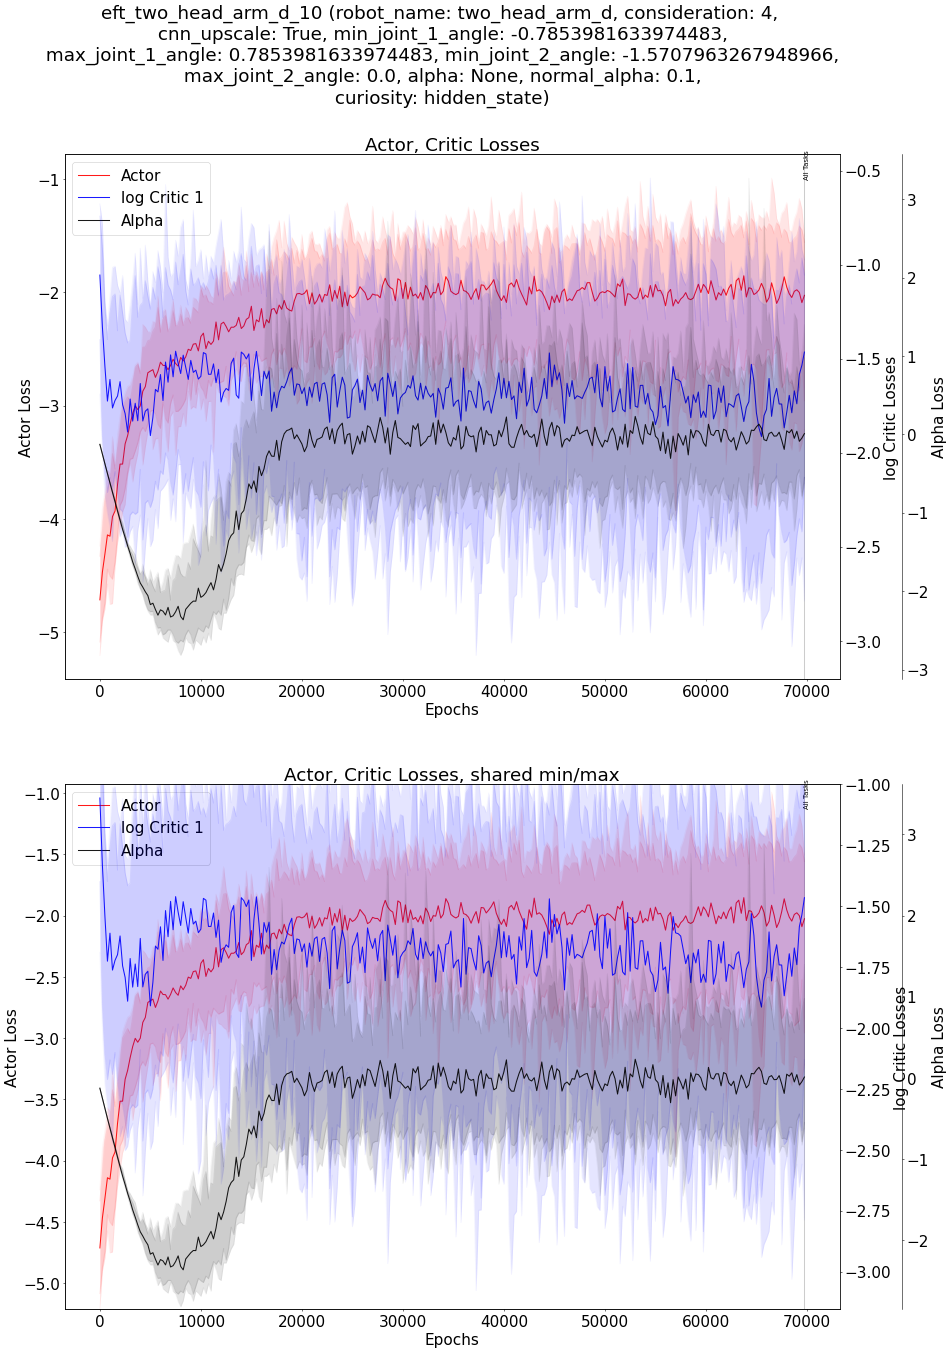 eft_two_head_arm_d_10 (robot_name: two_head_arm_d, consideration: 4,
cnn_upscale: True, min_joint_1_angle: -0.7853981633974483,
max_joint_1_angle: 0.7853981633974483, min_joint_2_angle: -1.5707963267948966,
max_joint_2_angle: 0.0, alpha: None, normal_alpha: 0.1,
curiosity: hidden_state)
Actor, Critic Losses
Actor
log Critic 1
Alpha
All Tasks
−1
−2
−3
−4
−5
Actor Loss
−0.5
−1.0
−1.5
−2.0
−2.5
−3.0
log Critic Losses
3
2
1
0
−1
−2
−3
Alpha Loss
0
10000
20000
30000
40000
50000
60000
70000
Epochs
Actor, Critic Losses, shared min/max
Actor
log Critic 1
Alpha
All Tasks
−1.0
−1.5
−2.0
−2.5
−3.0
−3.5
−4.0
−4.5
−5.0
Actor Loss
−1.00
−1.25
−1.50
−1.75
−2.00
−2.25
−2.50
−2.75
−3.00
log Critic Losses
3
2
1
0
−1
−2
Alpha Loss
0
10000
20000
30000
40000
50000
60000
70000
Epochs